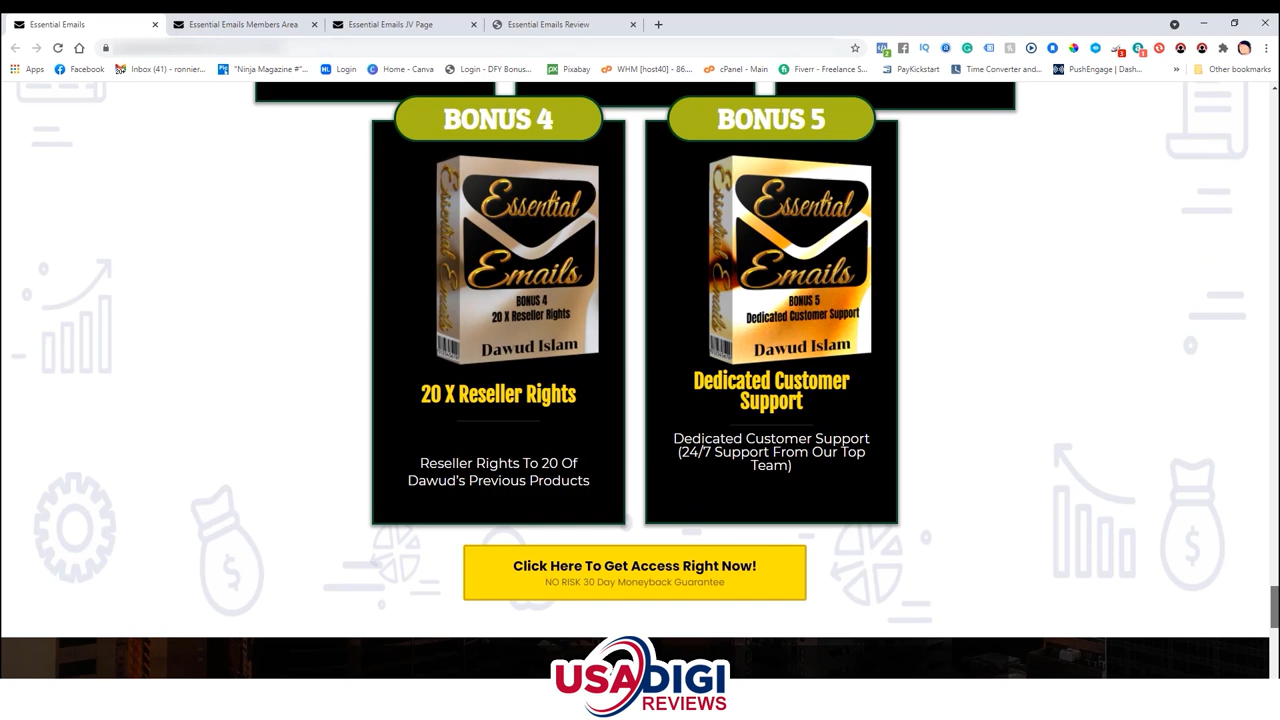 Essential Emails
Essential Emails Members Area
Essential Emails JV Page
Essential Emails Review
Apps
Facebook
Inbox (41) - ronnier...
"Ninja Magazine #"...
Login
Home - Canva
Login - DFY Bonus...
Pixabay
WHM [host40] - 86....
cPanel - Main
Fiverr - Freelance S...
PayKickstart
Time Converter and...
PushEngage | Dash...
»
Other bookmarks
BONUS 4
BONUS 5
Essential Emails
Essential
Emails
BONUS 4
20 X Reseller Rights
Dawud Islam
Essential Emails
Essential
Emails
BONUS 5
Dedicated Customer Support
Dawud Islam
20 X Reseller Rights
Reseller Rights To 20 Of
Dawud's Previous Products
Dedicated Customer
Support
Dedicated Customer Support
(24/7 Support From Our Top
Team)
Click Here To Get Access Right Now!
NO RISK 30 Day Moneyback Guarantee
USADIGI
REVIEWS